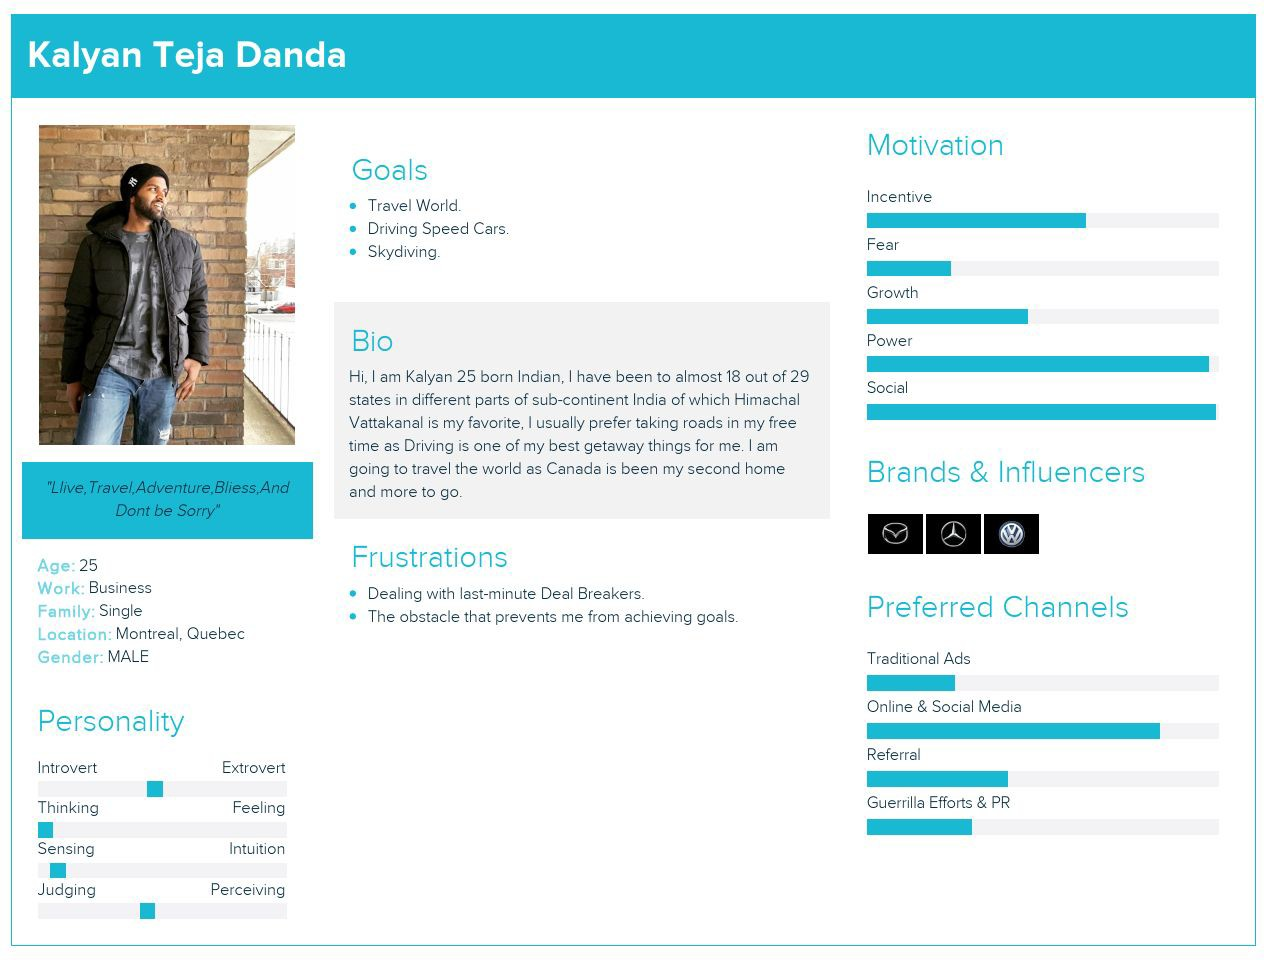 Kalyan Teja Danda
"Llive,Travel,Adventure,Bliess,And
Dont be Sorry"
Age: 25
Work: Business
Family: Single
Location: Montreal, Quebec
Gender: MALE
Personality
Introvert Extrovert
Thinking Feeling
Sensing Intuition
Judging Perceiving
Goals
Travel World.
Driving Speed Cars.
Skydiving.
Bio
Hi, I am Kalyan 25 born Indian, I have been to almost 18 out of 29
states in different parts of sub-continent India of which Himachal
Vattakanal is my favorite, I usually prefer taking roads in my free
time as Driving is one of my best getaway things for me. I am
going to travel the world as Canada is been my second home
and more to go.
Frustrations
Dealing with last-minute Deal Breakers.
The obstacle that prevents me from achieving goals.
Motivation
Incentive
Fear
Growth
Power
Social
Brands & Influencers
Preferred Channels
Traditional Ads
Online & Social Media
Referral
Guerrilla Efforts & PR